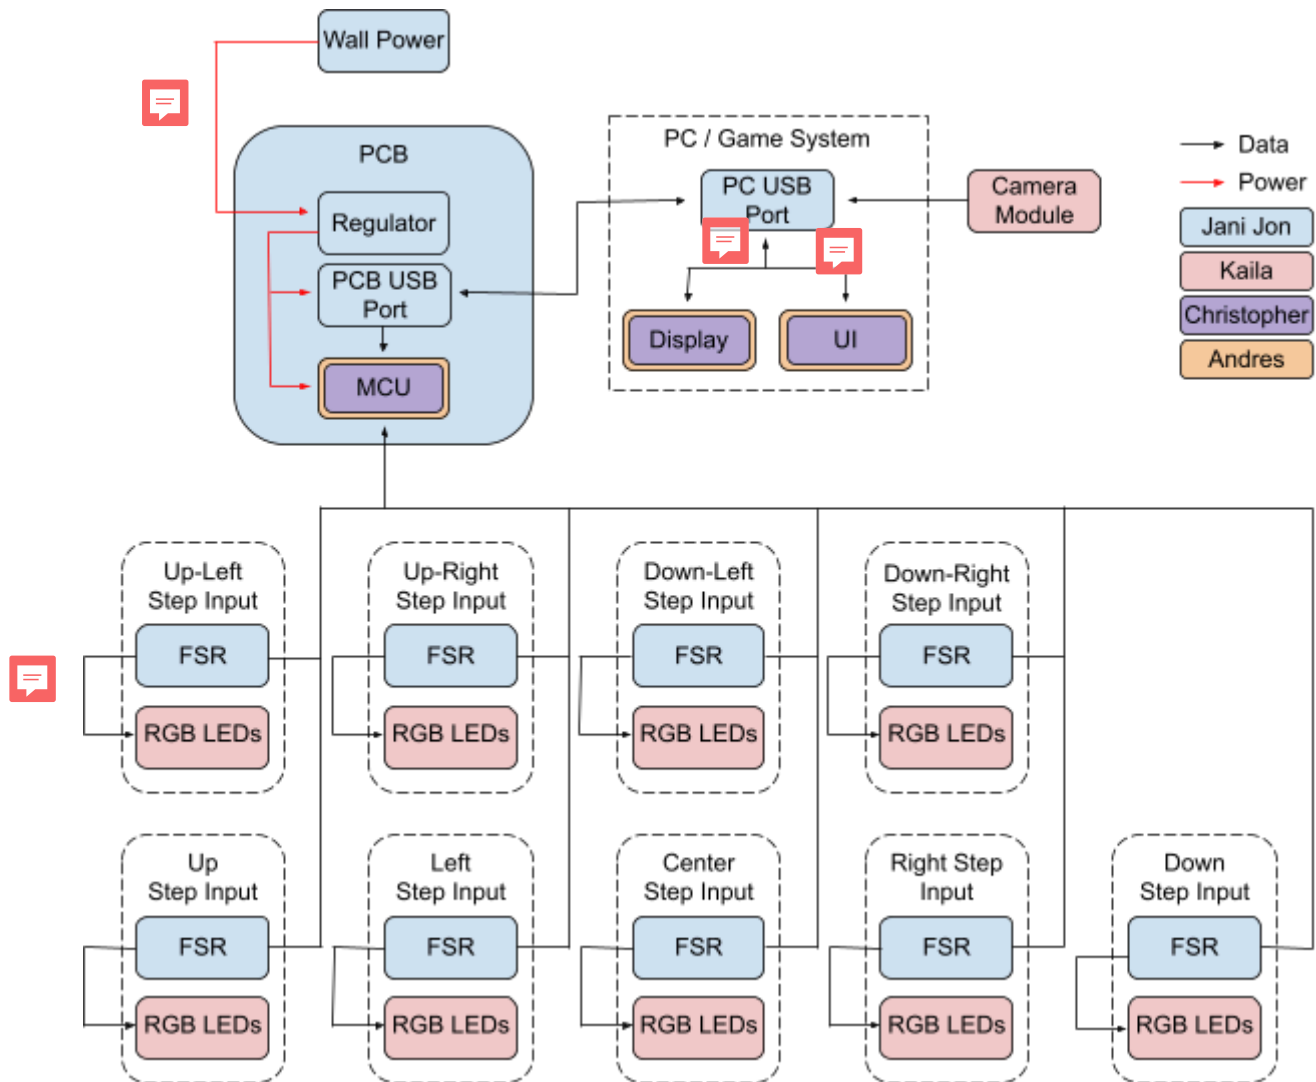 Wall Power
PCB
Regulator
PCB USB
Port
MCU
PC / Game System
PC USB
Port
Display
UI
Camera
Module
Data
Power
Jani Jon
Kaila
Christopher
Andres
Up-Left
Step Input
FSR
RGB LEDs
Up-Right
Step Input
FSR
RGB LEDs
Down-Left
Step Input
FSR
RGB LEDs
Down-Right
Step Input
FSR
RGB LEDs
Up
Step Input
FSR
RGB LEDs
Left
Step Input
FSR
RGB LEDs
Center
Step Input
FSR
RGB LEDs
Right Step
Input
FSR
RGB LEDs
Down
Step Input
FSR
RGB LEDs